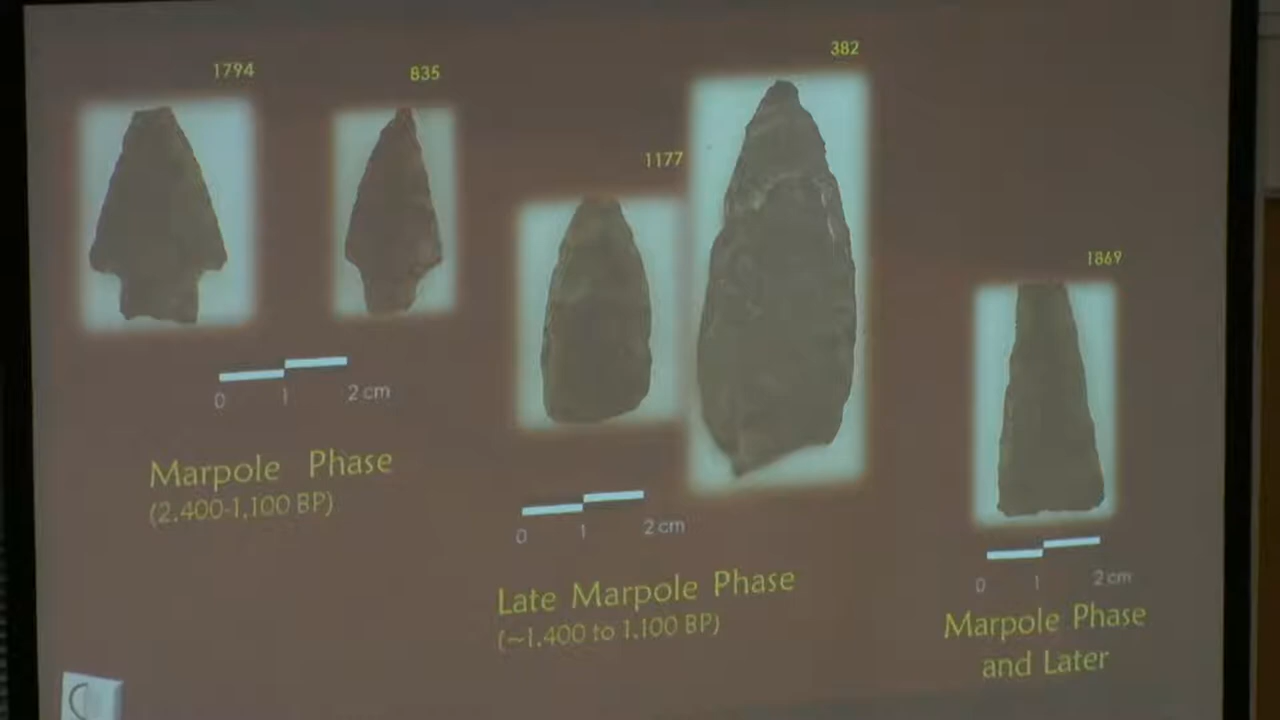 1794
835
382
1177
1869
0 1 2 cm
Marpole Phase
(2,400-1,100 BP)
0 1 2 cm
Late Marpole Phase
(~1,400 to 1,100 BP)
0 1 2 cm
Marpole Phase
and Later